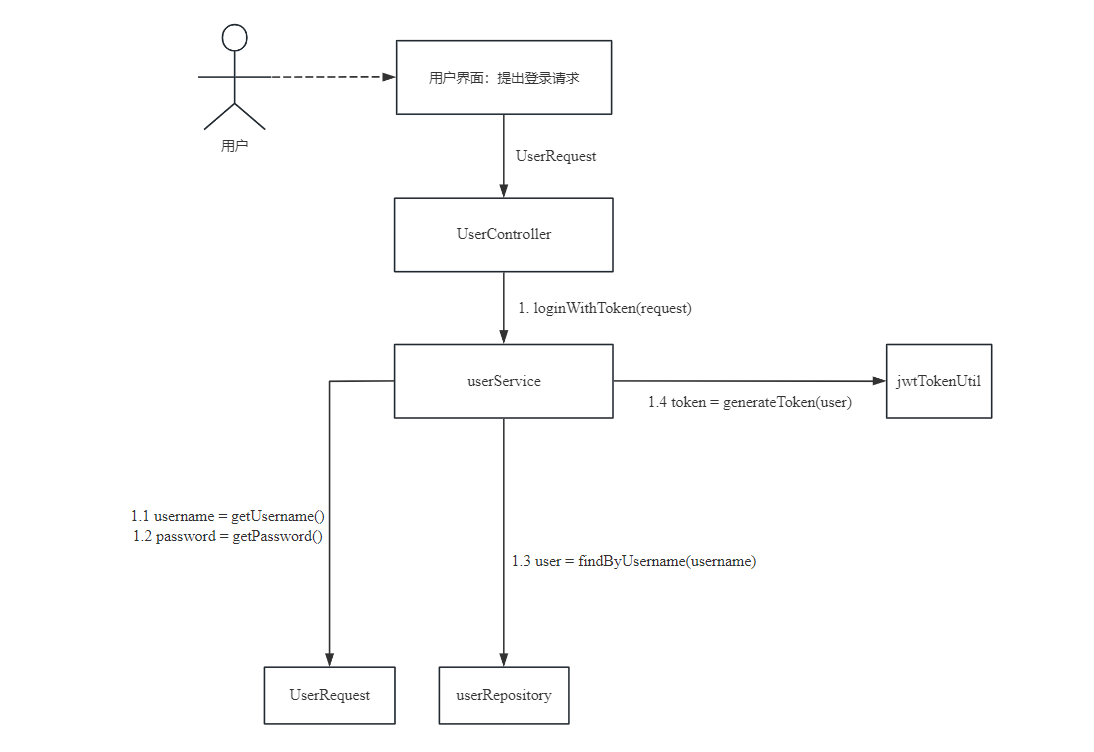 用户界面：提出登录请求
用户
UserRequest
UserController
1. loginWithToken(request)
userService
jwtTokenUtil
1.4 token = generateToken(user)
1.1 username = getUsername()
1.2 password = getPassword()
1.3 user = findByUsername(username)
UserRequest
userRepository